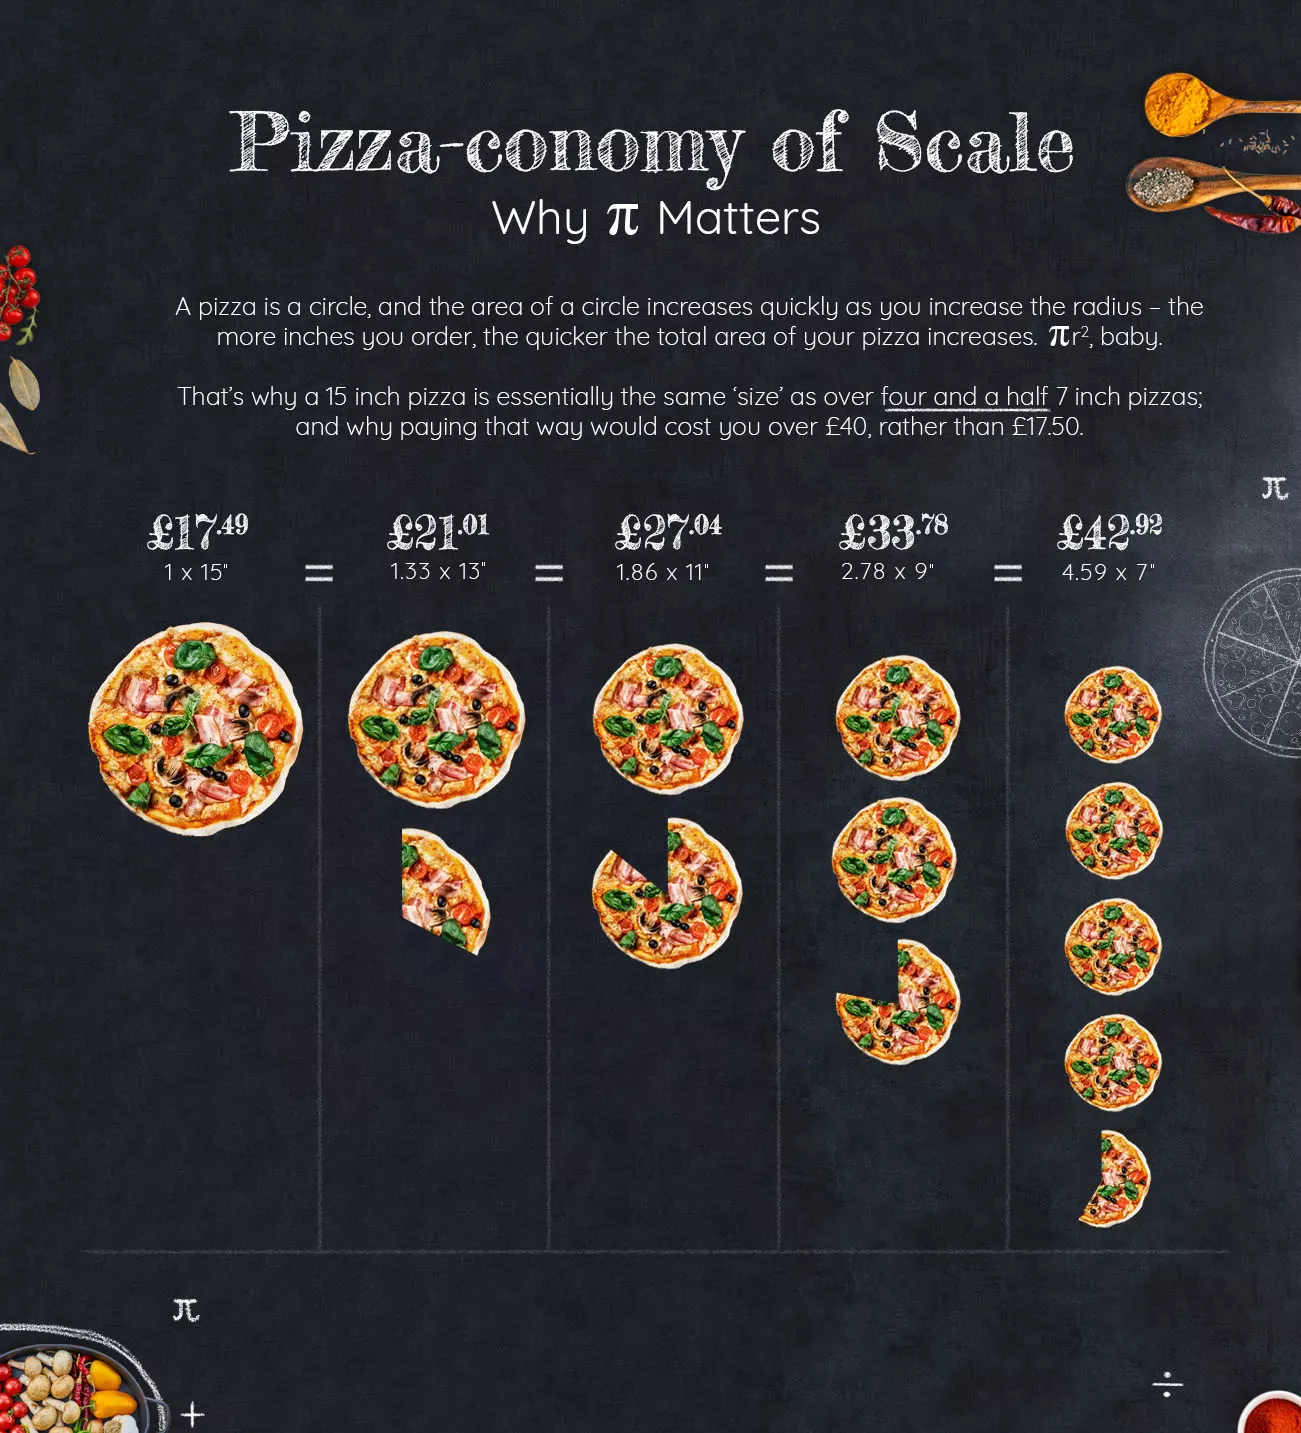 Pizza-conomy of Scale
Why π Matters
A pizza is a circle, and the area of a circle increases quickly as you increase the radius – the
more inches you order, the quicker the total area of your pizza increases. πr², baby.
That's why a 15 inch pizza is essentially the same ‘size’ as over four and a half 7 inch pizzas;
and why paying that way would cost you over £40, rather than £17.50.
π
£17.49 £21.01 £27.04 £33.78 £42.92
1 x 15" = 1.33 x 13" = 1.86 x 11" = 2.78 x 9" = 4.59 x 7"
π
÷
+